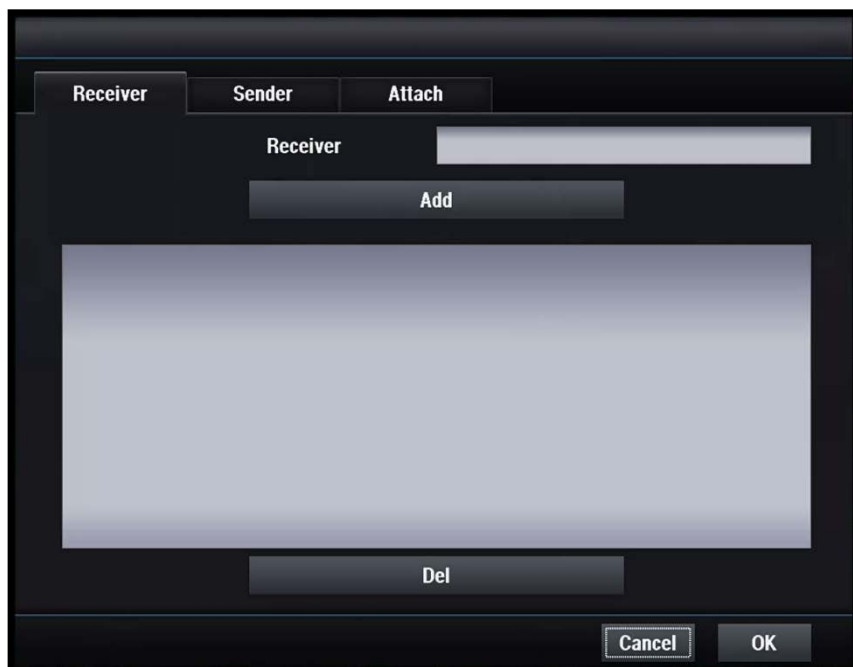 Receiver Sender Attach
Receiver
Add
Del
Cancel OK